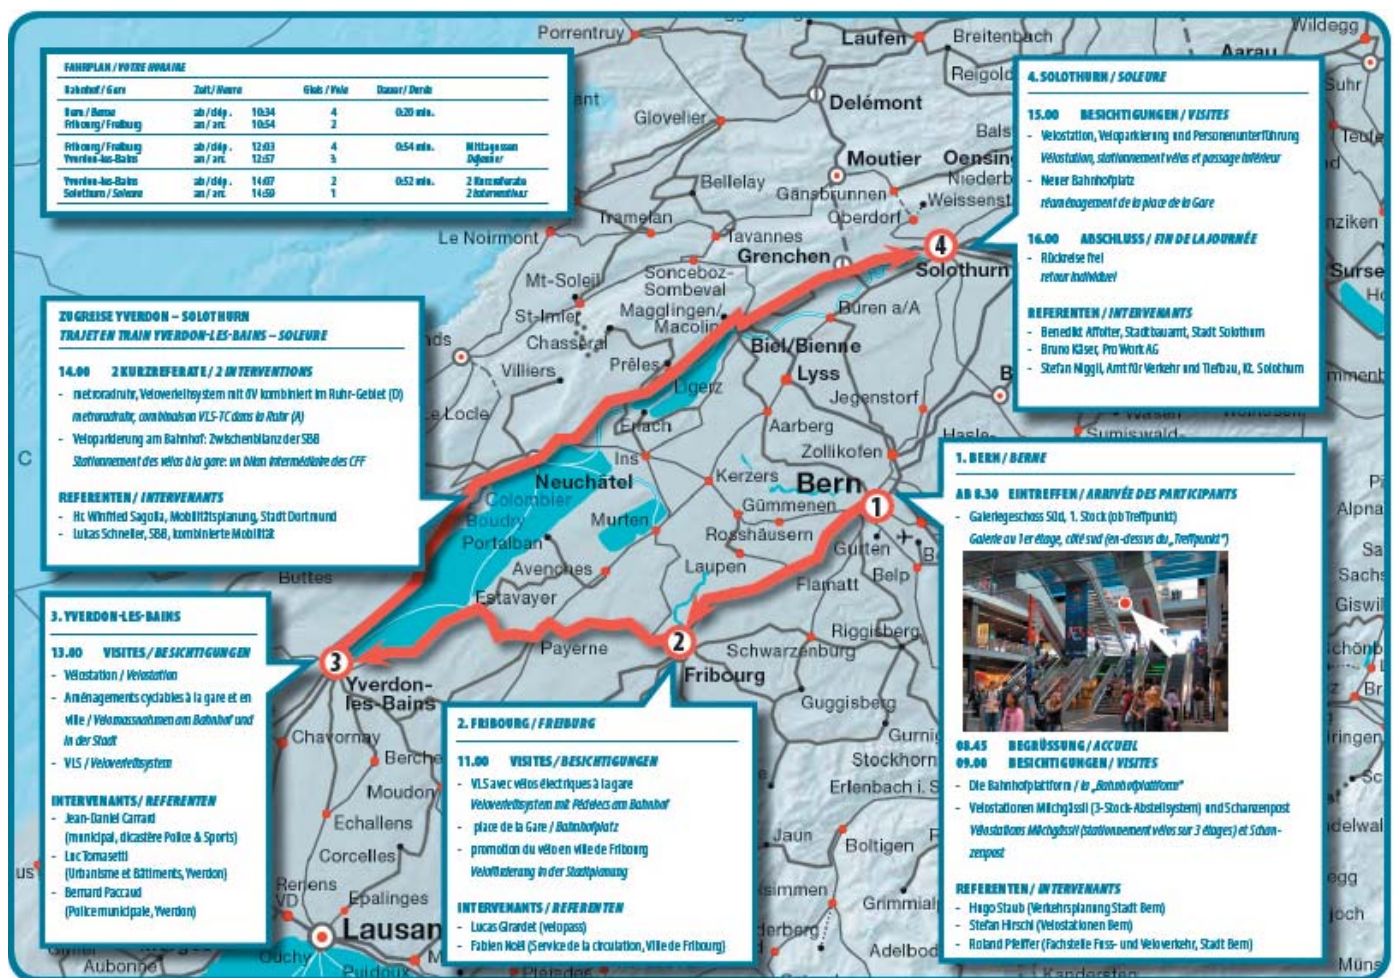 FAHRPLAN / VOTRE HORAIRE
Bahnhof / Gare Zeit / Heure Gleis / Voie Dauer / Durée
Bern / Berne ab / dép. 10:34 4 0:20 min.
Fribourg / Freiburg an / arr. 10:54 2
Fribourg / Freiburg ab / dép. 12:03 4 0:54 min. Mittagessen
Yverdon-les-Bains an / arr. 12:57 3 Déjeuner
Yverdon-les-Bains ab / dép. 14:07 2 0:52 min. 2 Kurzreferate
Solothurn / Soleure an / arr. 14:59 1 2 interventions
ZUGREISE YVERDON – SOLOTHURN
TRAJET EN TRAIN YVERDON-LES-BAINS – SOLEURE
14.00 2 KURZREFERATE / 2 INTERVENTIONS
- metroradruhr, Veloverleihsystem mit ÖV kombiniert im Ruhr-Gebiet (D)
metroradruhr, combinaison VLS-TC dans la Ruhr (A)
- Veloparkierung am Bahnhof: Zwischenbilanz der SBB
Stationnement des vélos à la gare: un bilan intermédiaire des CFF
REFERENTEN / INTERVENANTS
- Hr. Winfried Sagolla, Mobilitätsplanung, Stadt Dortmund
- Lukas Schneller, SBB, kombinierte Mobilität
3. YVERDON-LES-BAINS
13.00 VISITES / BESICHTIGUNGEN
- Vélostation / Velostation
- Aménagements cyclables à la gare et en
ville / Velomassnahmen am Bahnhof und
in der Stadt
- VLS / Veloverleihsystem
INTERVENANTS / REFERENTEN
- Jean-Daniel Carrard
(municipal, dicastère Police & Sports)
- Luc Tomasetti
(Urbanisme et Bâtiments, Yverdon)
- Bernard Paccaud
(Police municipale, Yverdon)
2. FRIBOURG / FREIBURG
11.00 VISITES / BESICHTIGUNGEN
- VLS avec vélos électriques à la gare
Veloverleihsystem mit Pedelecs am Bahnhof
- place de la Gare / Bahnhofplatz
- promotion du vélo en ville de Fribourg
Veloförderung in der Stadtplanung
INTERVENANTS / REFERENTEN
- Lucas Girardet (velopass)
- Fabien Noël (Service de la circulation, Ville de Fribourg)
4. SOLOTHURN / SOLEURE
15.00 BESICHTIGUNGEN / VISITES
- Velostation, Veloparkierung und Personenunterführung
Vélostation, stationnement vélos et passage inférieur
- Neuer Bahnhofplatz
réaménagement de la place de la Gare
16.00 ABSCHLUSS / FIN DE LA JOURNÉE
- Rückreise frei
retour individuel
REFERENTEN / INTERVENANTS
- Benedikt Affolter, Stadtbauamt, Stadt Solothurn
- Bruno Käser, Pro Work AG
- Stefan Niggli, Amt für Verkehr und Tiefbau, Kt. Solothurn
1. BERN / BERNE
AB 8.30 EINTREFFEN / ARRIVÉE DES PARTICIPANTS
- Galeriegeschoss Süd, 1. Stock (ob Treffpunkt)
Galerie au 1er étage, côté sud (en-dessus du „Treffpunkt“)
08.45 BEGRÜSSUNG / ACCUEIL
09.00 BESICHTIGUNGEN / VISITES
- Die Bahnhofplattform / la „Bahnhofplattform“
- Velostationen Milchgässli (3-Stock-Abstellsystem) und Schanzenpost
Vélostations Milchgässli (stationnement vélos sur 3 étages) et Schan-
zenpost
REFERENTEN / INTERVENANTS
- Hugo Staub (Verkehrsplanung Stadt Bern)
- Stefan Hirschi (Velostationen Bern)
- Roland Pfeiffer (Fachstelle Fuss- und Veloverkehr, Stadt Bern)
Porrentruy
Laufen
Breitenbach
Wildegg
Aarau
Suhr
Reigold
Delémont
Glovelier
Moutier
Oensin
Bellelay
Gänsbrunnen
Niederb
Weissenst
Oberdorf
Tramelan
Tavannes
Le Noirmont
Grenchen
4
Solothurn
Sonceboz-
Sombeval
Mt-Soleil
St-Imier
Magglingen/
Macolin
Büren a/A
Chasseral
Biel/Bienne
Villiers
Prêles
Ligerz
Lyss
Jegenstorf
Le Locle
Erlach
Aarberg
Zollikofen
Hasle-
Sumiswald-
Ins
Kerzers
Neuchâtel
Bern
1
Colombier
Boudry
Gümmenen
Murten
Rosshäusern
Portalban
Gurten
Belp
Avenches
Laupen
Flamatt
Buttes
Estavayer
Riggisberg
Payerne
2
Schwarzenburg
3
Fribourg
Yverdon-
les-Bains
Guggisberg
Chavornay
Berche
Stockhorn
Moudon
Erlenbach i. S
Echallens
Jaun
Boltigen
Corcelles
Renens
VD
Epalinges
Lausan
Ouchy
Puidoux
Aubonne
Adelbod
Kandersteg
Pleiades